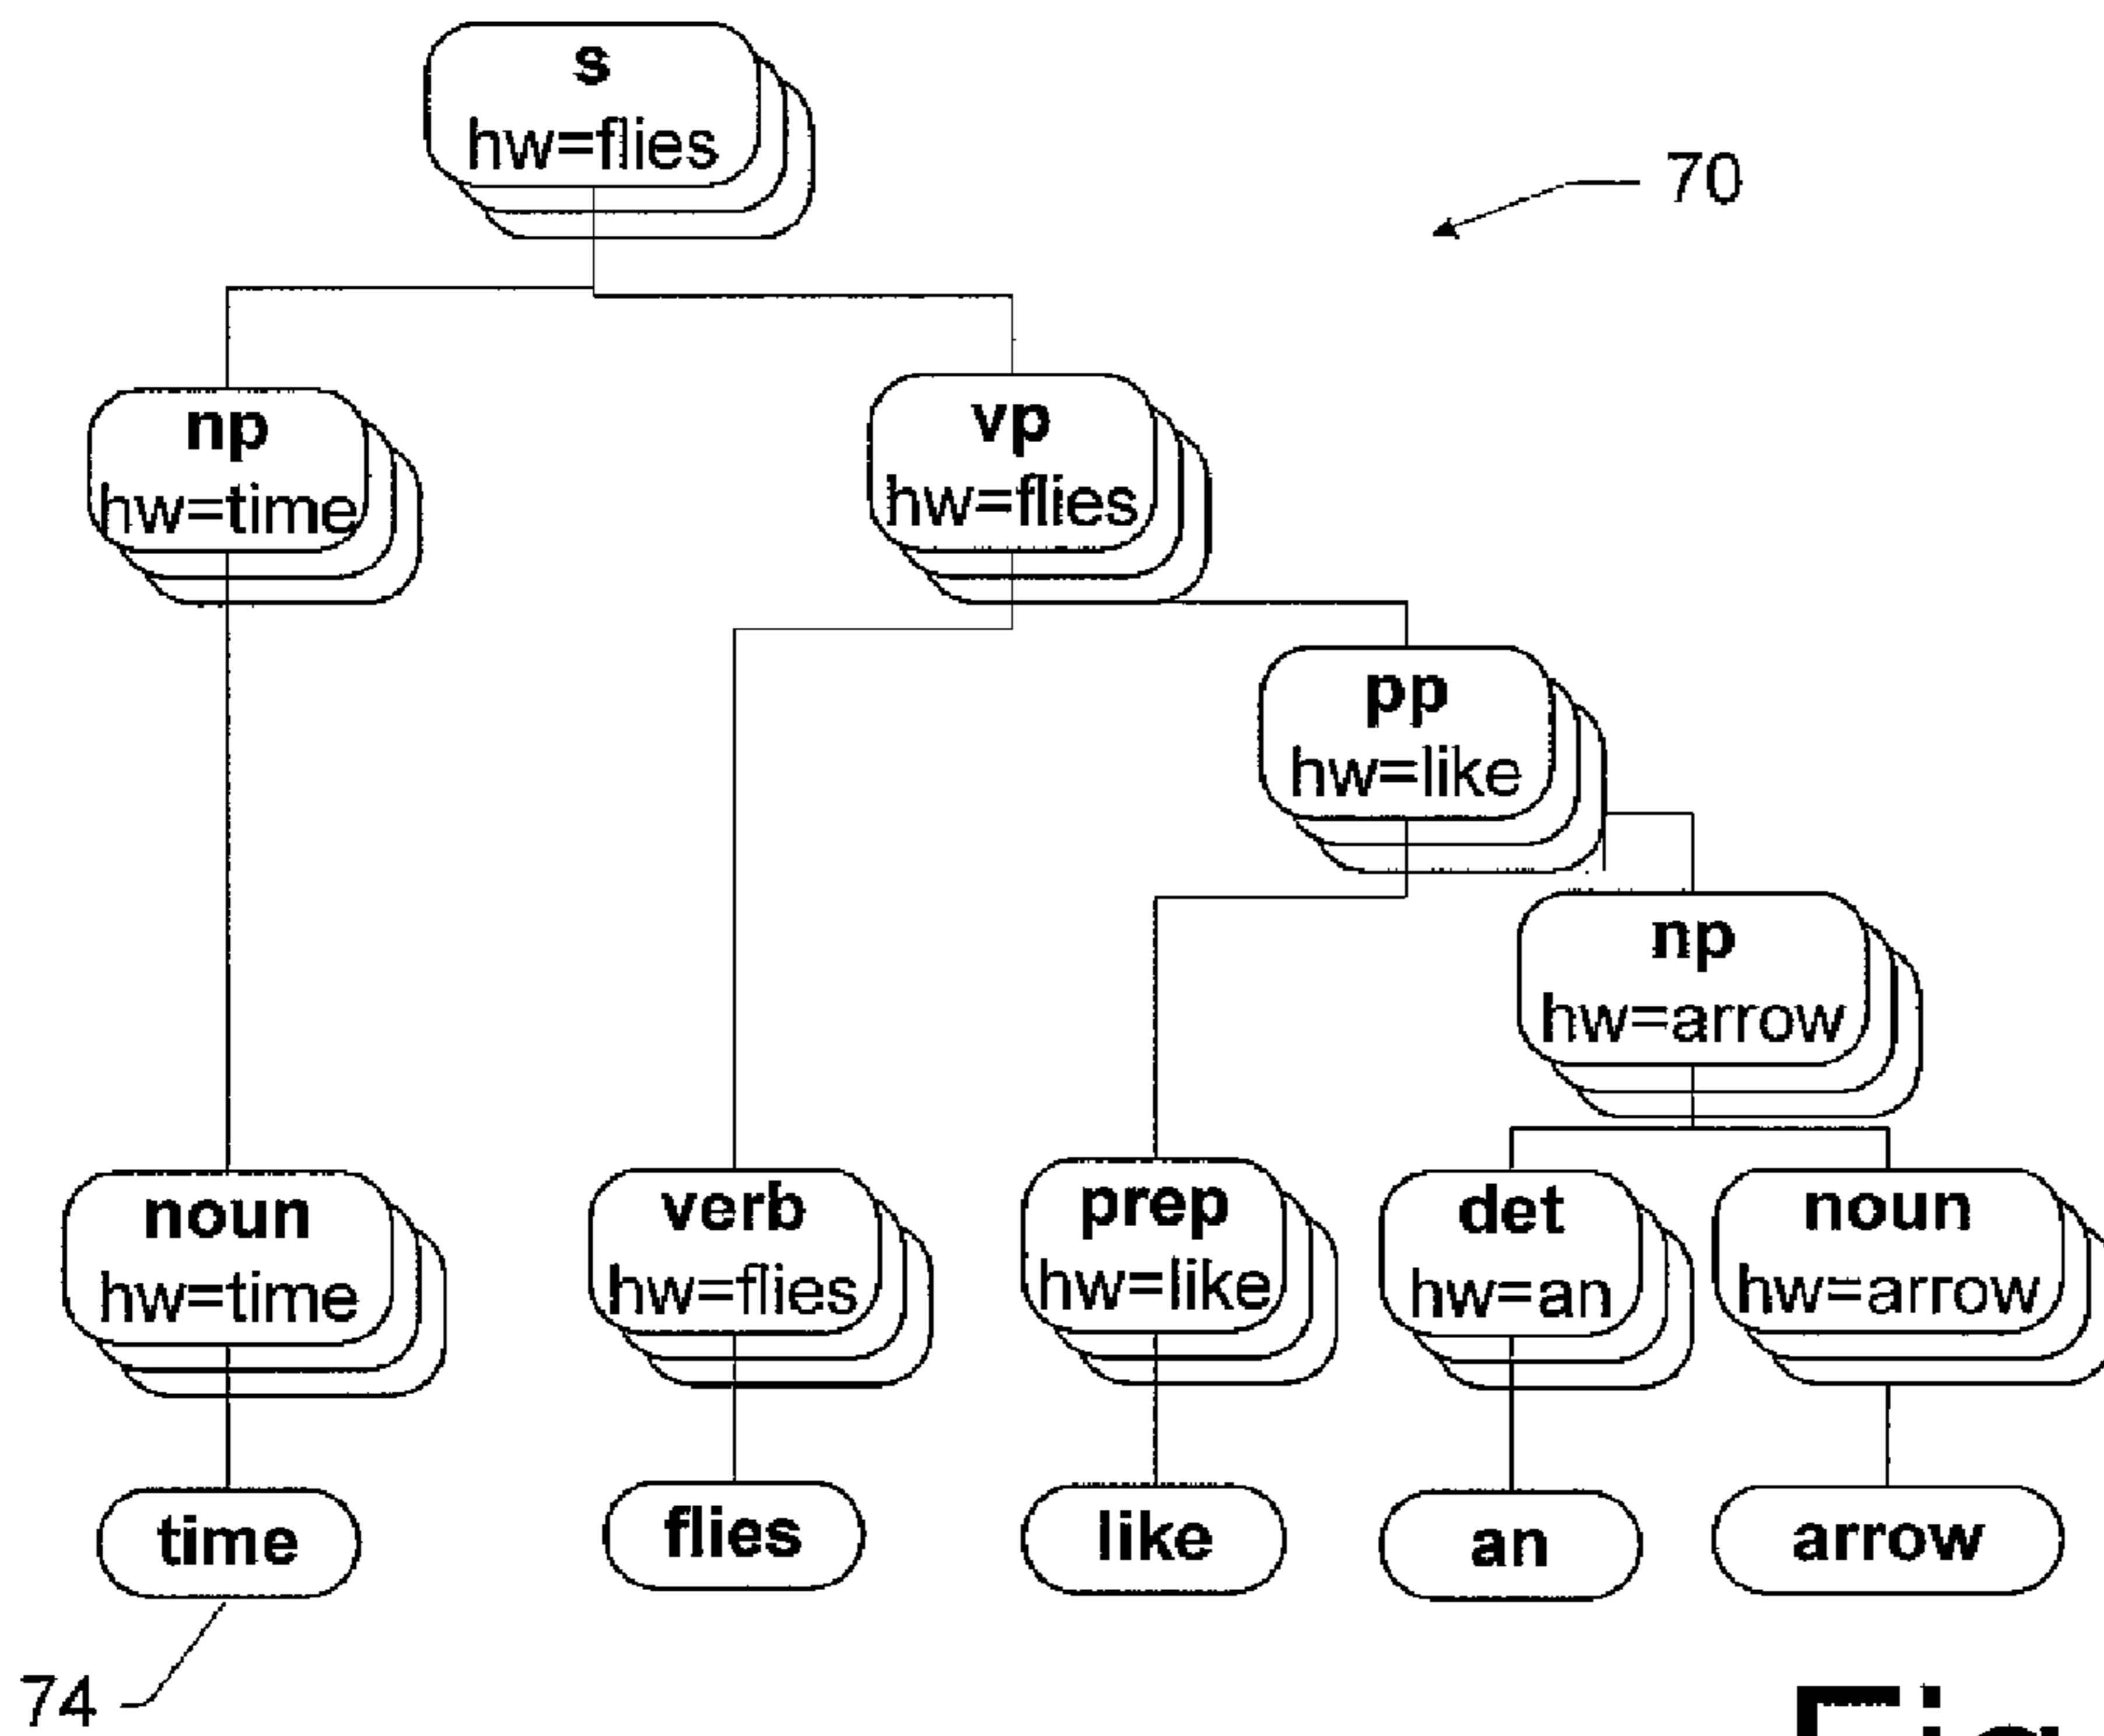 s
hw=flies
70
np
hw=time
vp
hw=flies
pp
hw=like
np
hw=arrow
noun
hw=time
verb
hw=flies
prep
hw=like
det
hw=an
noun
hw=arrow
time
flies
like
an
arrow
74